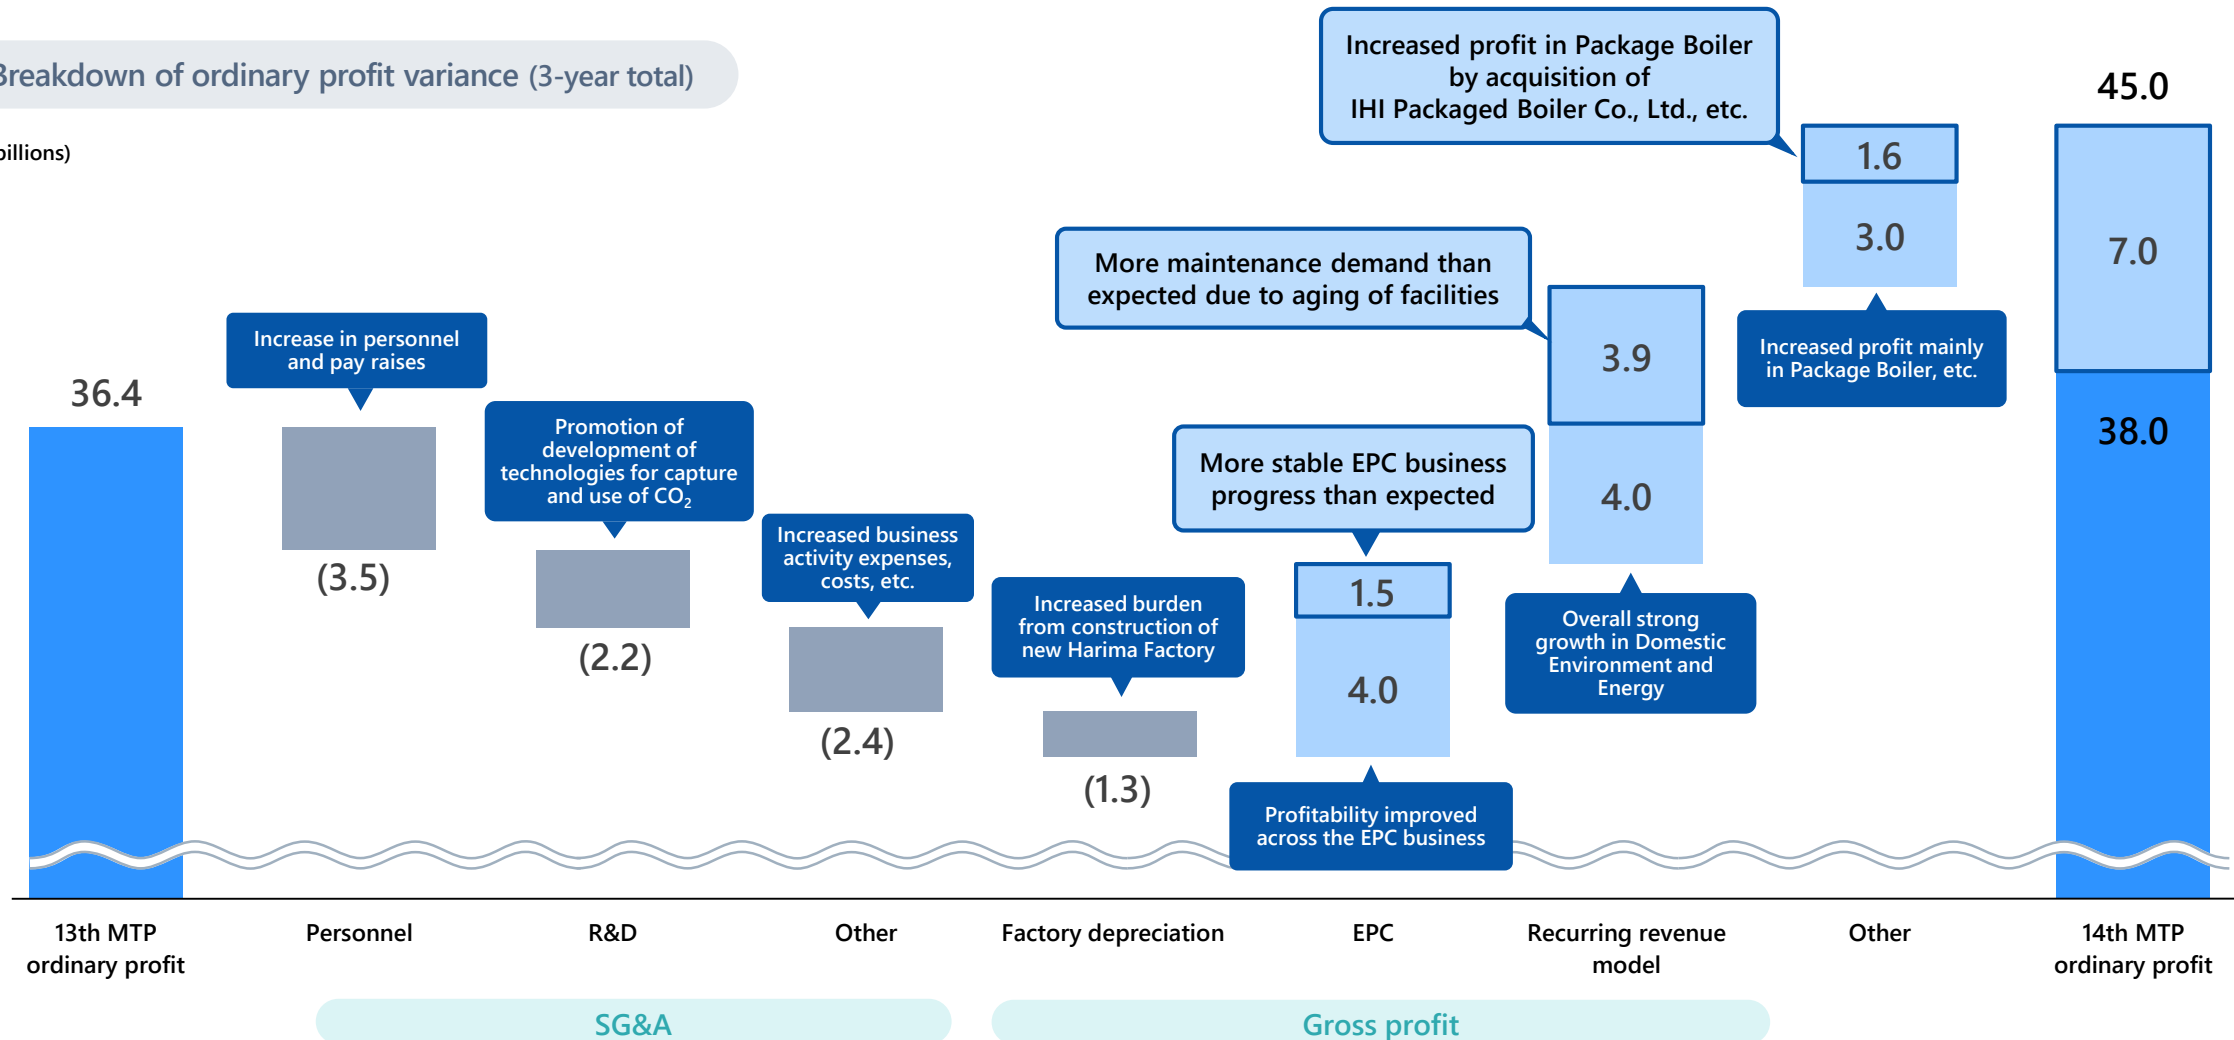 Breakdown of ordinary profit variance (3-year total)
billions)
36.4
Increase in personnel
and pay raises
(3.5)
Promotion of
development of
technologies for capture
and use of CO₂
(2.2)
Increased business
activity expenses,
costs, etc.
(2.4)
Increased burden
from construction of
new Harima Factory
(1.3)
More stable EPC business
progress than expected
1.5
4.0
Profitability improved
across the EPC business
More maintenance demand than
expected due to aging of facilities
3.9
4.0
Overall strong
growth in Domestic
Environment and
Energy
Increased profit in Package Boiler
by acquisition of
IHI Packaged Boiler Co., Ltd., etc.
1.6
3.0
Increased profit mainly
in Package Boiler, etc.
45.0
7.0
38.0
13th MTP
ordinary profit
Personnel
R&D
Other
Factory depreciation
EPC
Recurring revenue
model
Other
14th MTP
ordinary profit
SG&A
Gross profit